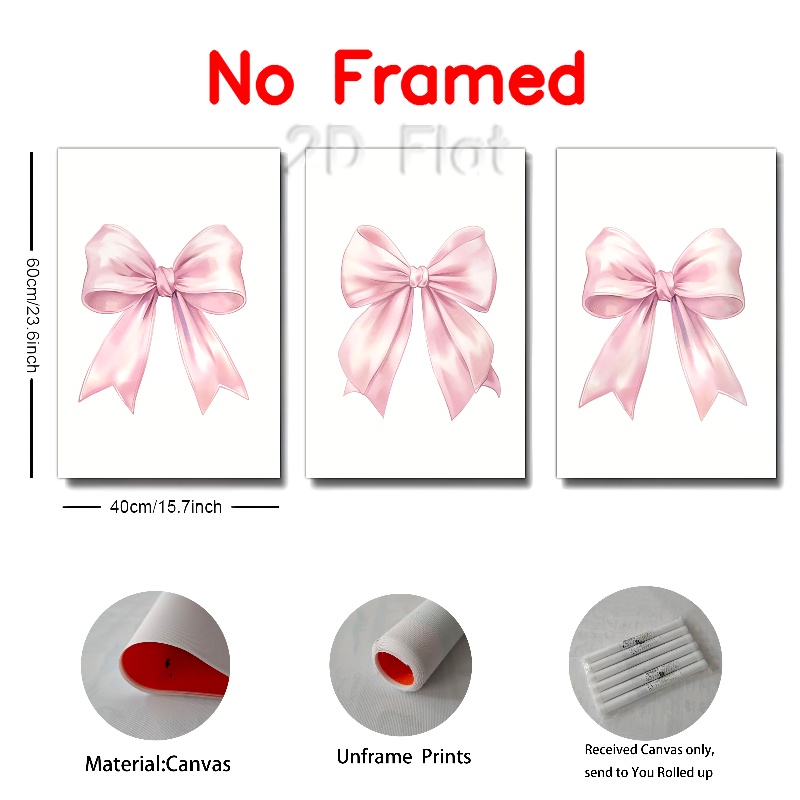 No Framed
2D Flat
60cm/23.6inch
40cm/15.7inch
Material:Canvas
Unframe Prints
Received Canvas only,
send to You Rolled up